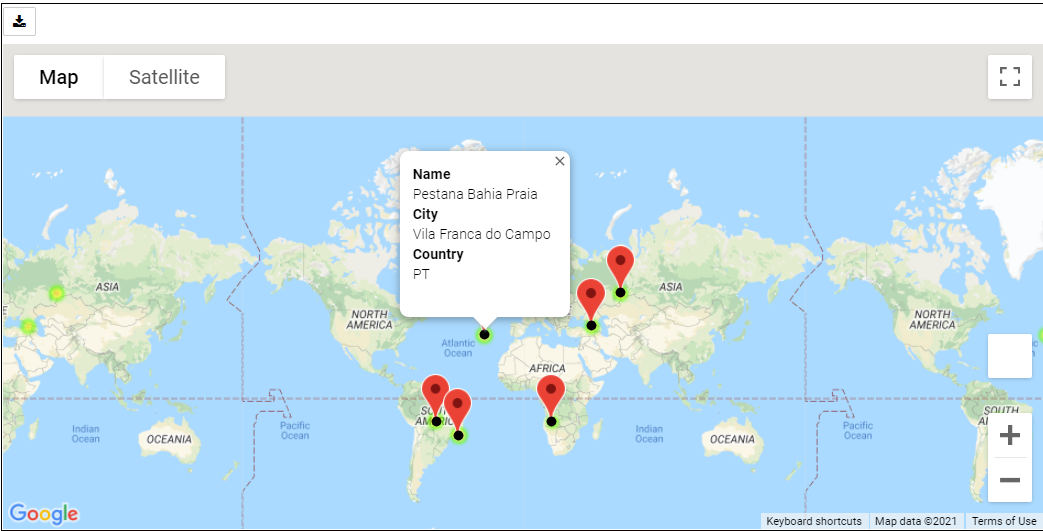 Map
Satellite
Name
Pestana Bahia Praia
City
Vila Franca do Campo
Country
PT
ASIA
NORTH
AMERICA
ASIA
NORTH
AMERICA
Atlantic
Ocean
AFRICA
SOUTH
Indian
Ocean
OCEANIA
Pacific
Ocean
Indian
Ocean
OCEANIA
Pacific
Ocean
Google
Keyboard shortcuts
Map data ©2021
Terms of Use